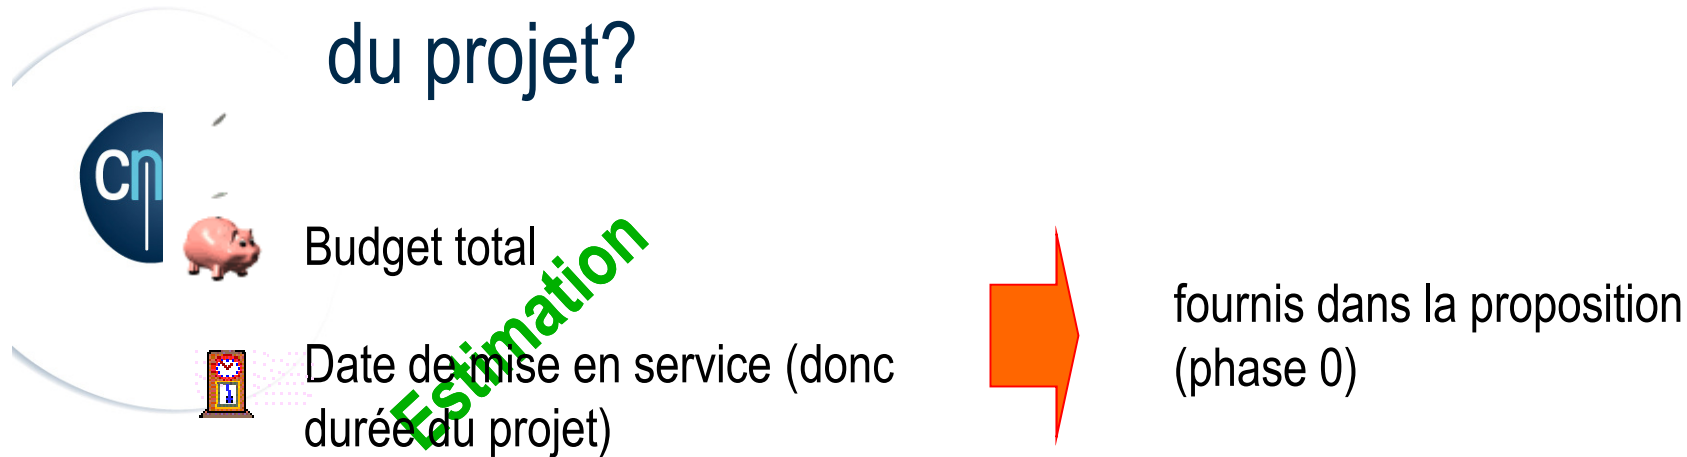 du projet?
cn
Budget total
Estimation
Date de mise en service (donc
durée du projet)
fournis dans la proposition
(phase 0)